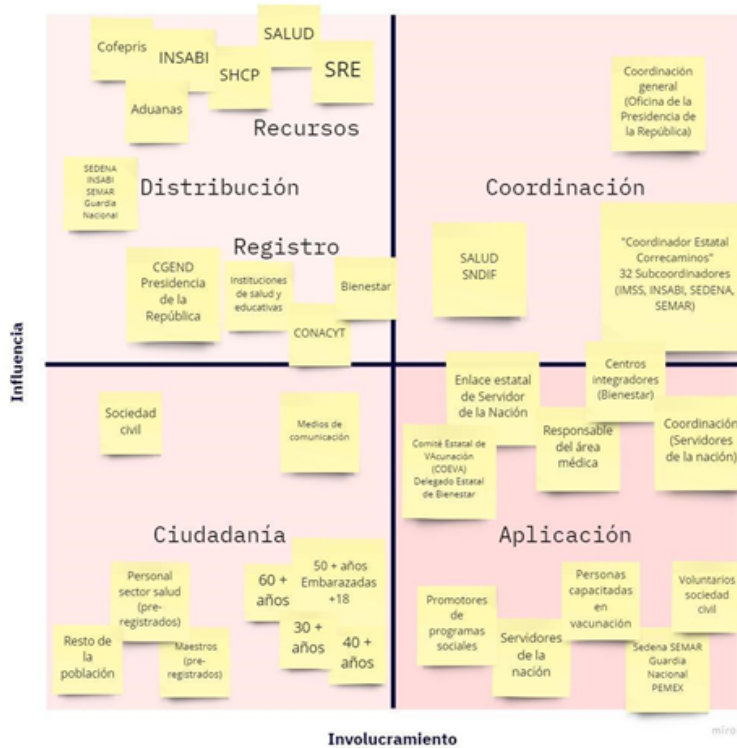 Cofepris
INSABI
SHCP
SALUD
SRE
Aduanas
Recursos
SEDENA
INSABI
SEMAR
Guardia
Nacional
Distribución
Registro
CGEND
Presidencia
de la
República
Instituciones
de salud y
educativas
Bienestar
CONACYT
Coordinación
general
(Oficina de la
Presidencia de
la República)
Coordinación
SALUD
SNDIF
"Coordinador Estatal
Correcaminos"
32 Subcoordinadores
(IMSS, INSABI, SEDENA,
SEMAR)
Influencia
Sociedad
civil
Medios de
comunicación
Ciudadanía
Personal
sector salud
(pre-
registrados)
Resto de
la
población
Maestros
(pre-
registrados)
60 +
años
50 + años
Embarazadas
+18
30 +
años
40 +
años
Enlace estatal
de Servidor
de la Nación
Centros
integradores
(Bienestar)
Comité Estatal de
VAcunación
(COEVA)
Delegado Estatal
de Bienestar
Responsable
del área
médica
Coordinación
(Servidores
de la nación)
Aplicación
Promotores
de
programas
sociales
Servidores
de la
nación
Personas
capacitadas
en
vacunación
Voluntarios
sociedad
civil
Sedena SEMAR
Guardia
Nacional
PEMEX
Involucramiento
miro